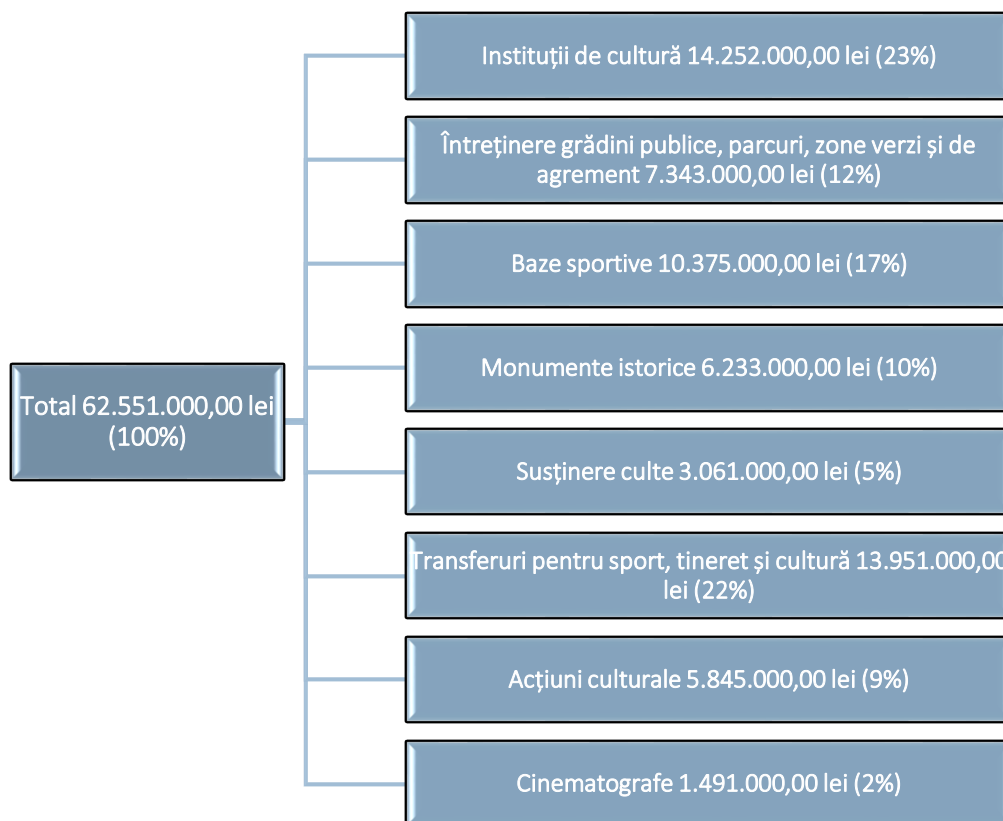 Instituții de cultură 14.252.000,00 lei (23%)
Întreținere grădini publice, parcuri, zone verzi și de
agrement 7.343.000,00 lei (12%)
Baze sportive 10.375.000,00 lei (17%)
Monumente istorice 6.233.000,00 lei (10%)
Total 62.551.000,00 lei
(100%)
Susținere culte 3.061.000,00 lei (5%)
Transferuri pentru sport, tineret și cultură 13.951.000,00
lei (22%)
Acțiuni culturale 5.845.000,00 lei (9%)
Cinematografe 1.491.000,00 lei (2%)